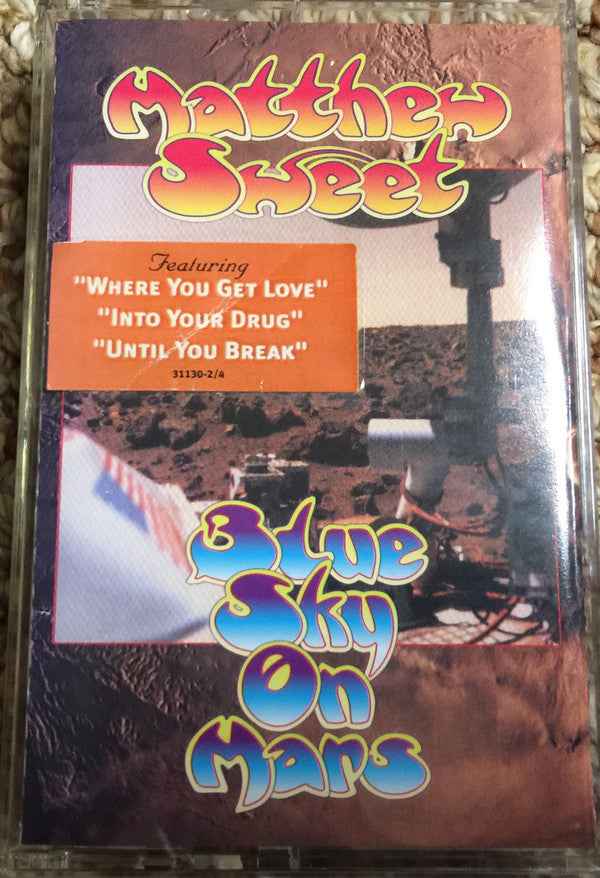 Matthew
Sweet
Featuring
"WHERE YOU GET LOVE"
"INTO YOUR DRUG"
"UNTIL YOU BREAK"
31130-2/4
Blue
Sky
On
Mars